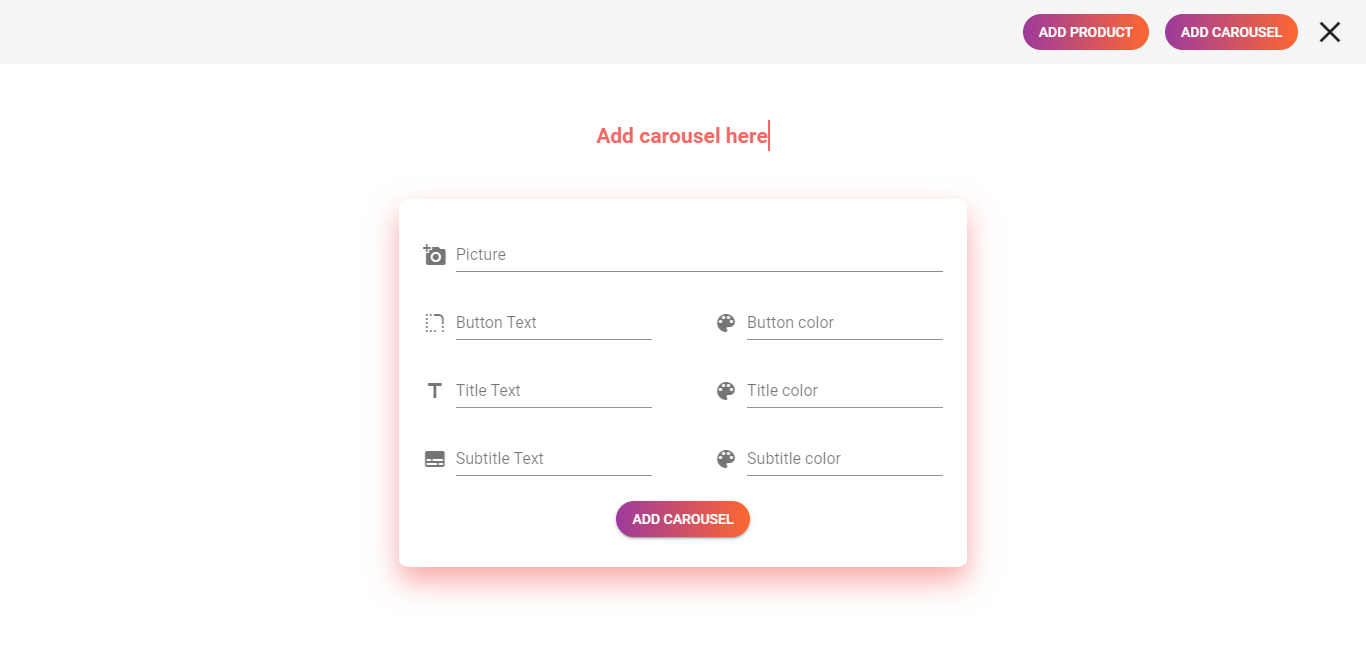 ADD PRODUCT ADD CAROUSEL
Add carousel here
Picture
Button Text Button color
Title Text Title color
Subtitle Text Subtitle color
ADD CAROUSEL